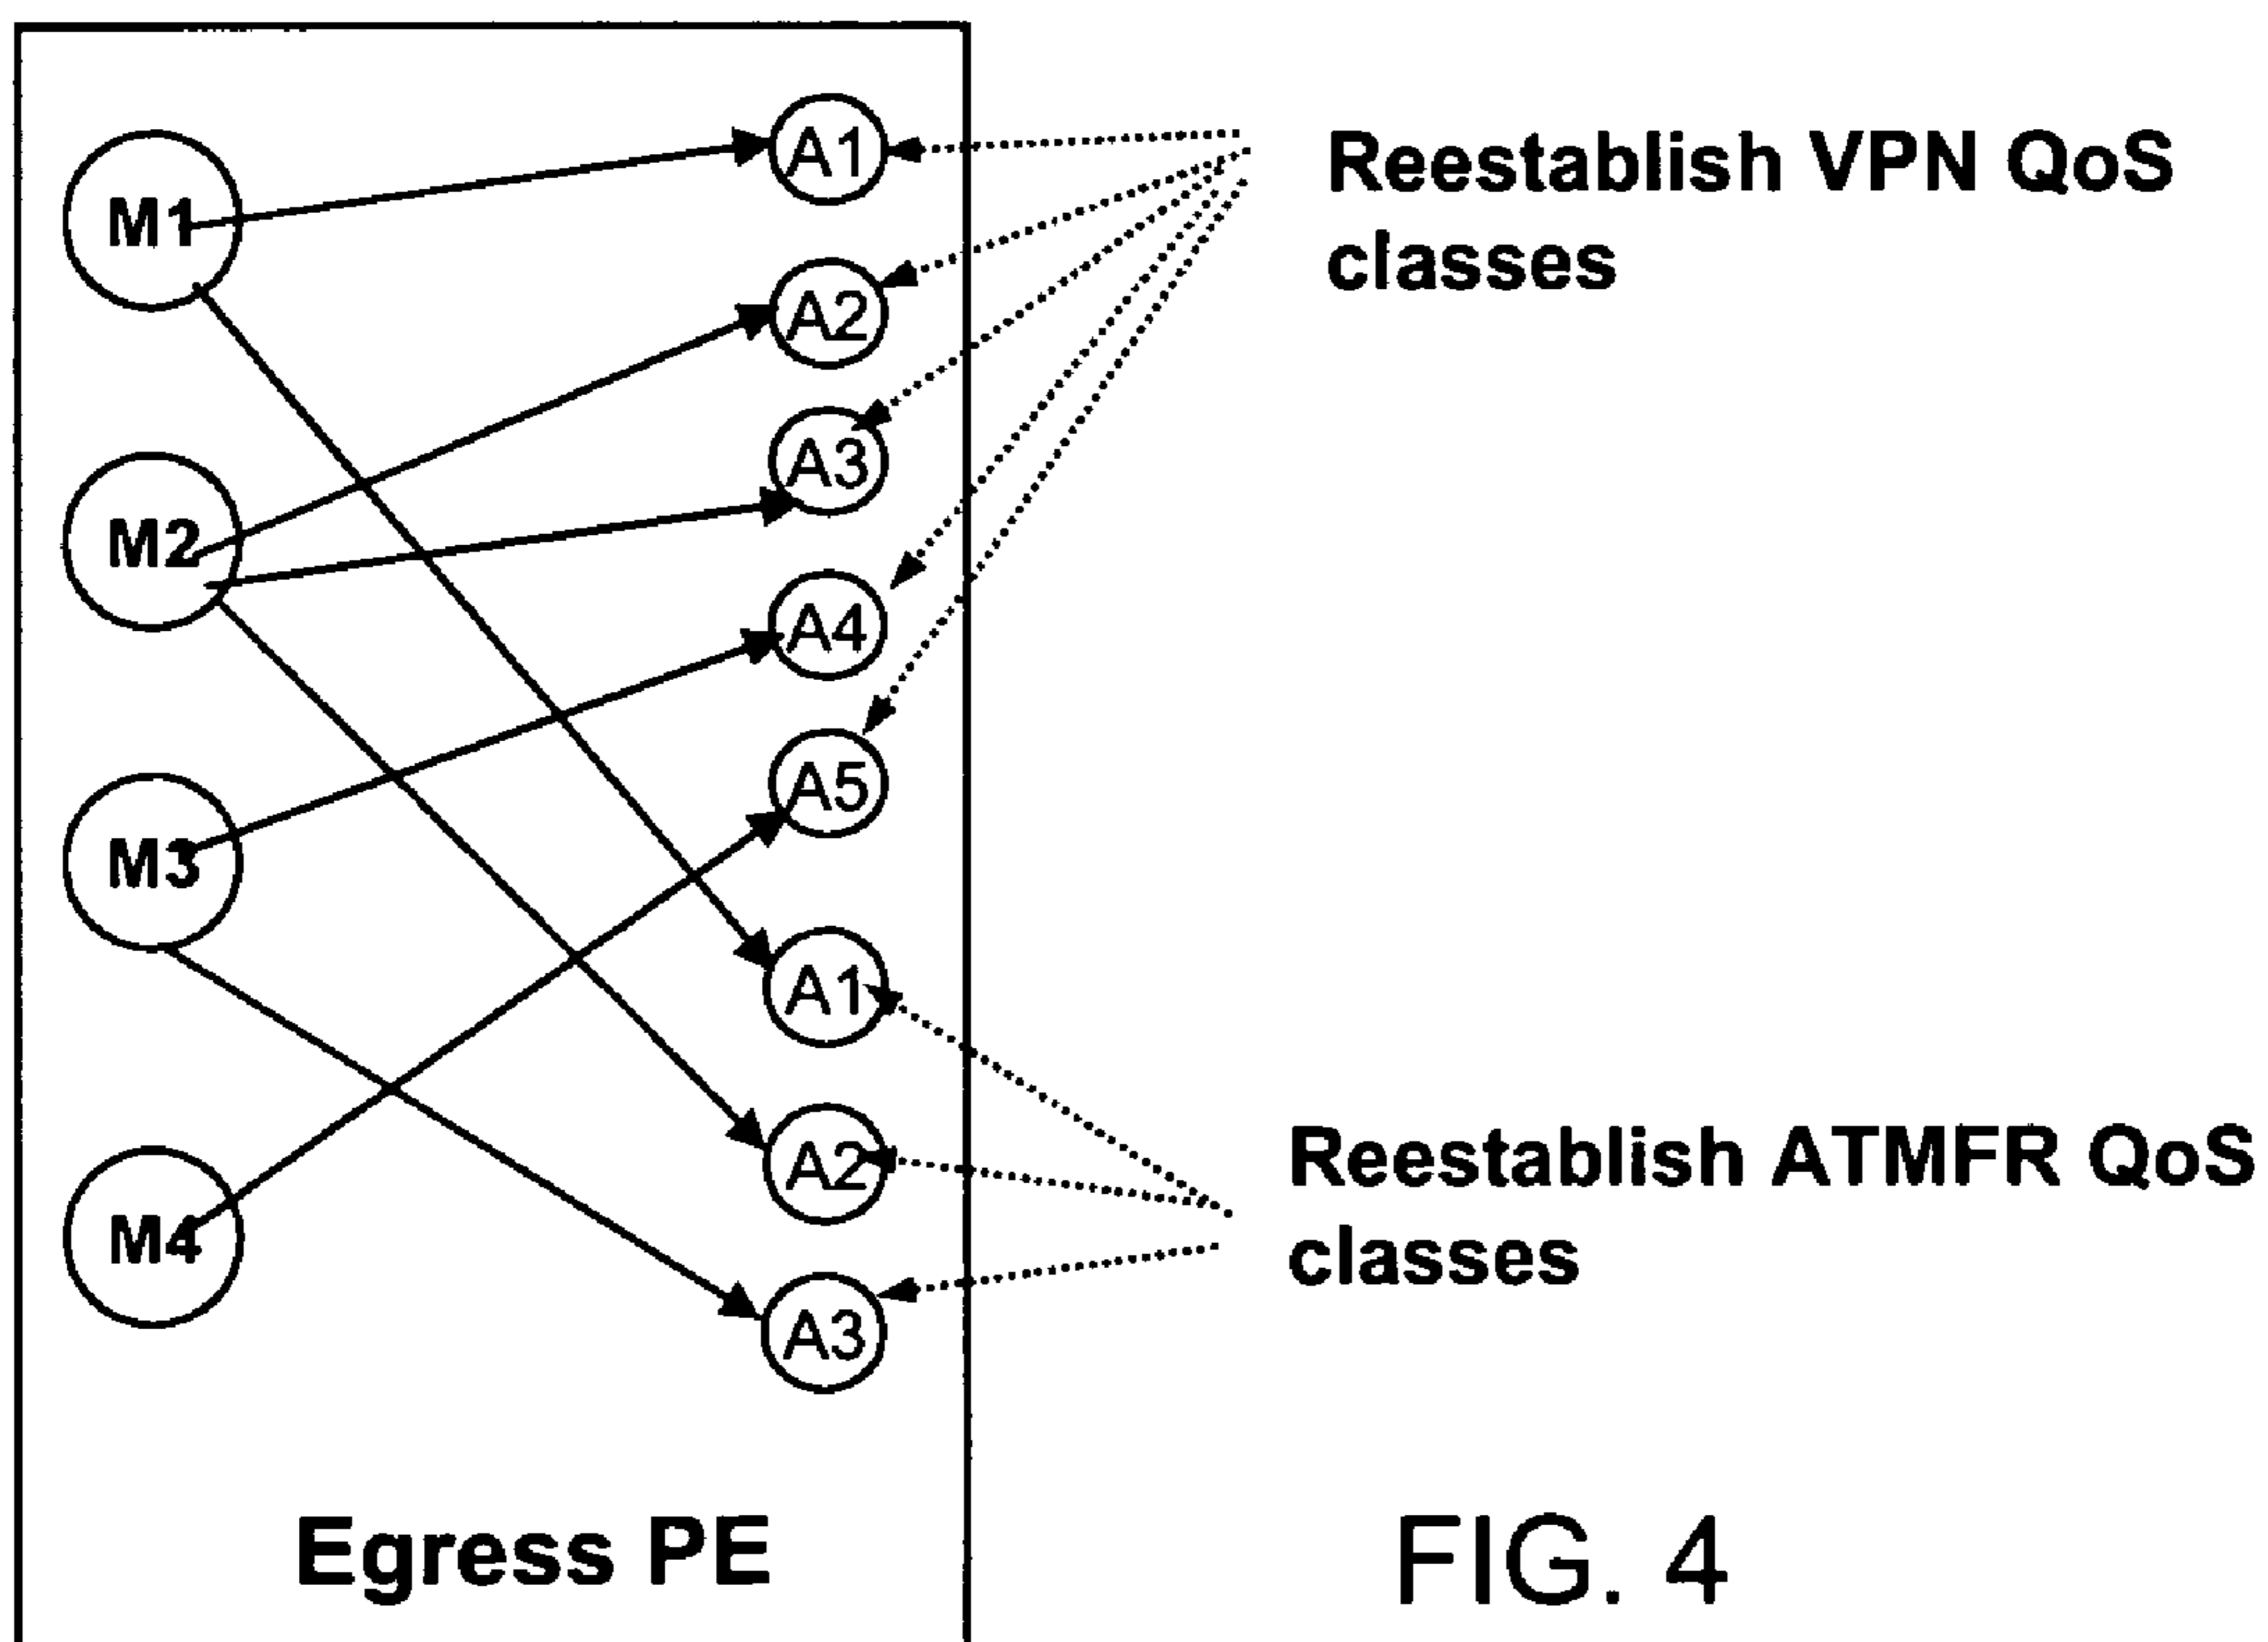 M1
M2
M3
M4
A1
A2
A3
A4
A5
A1
A2
A3
Reestablish VPN QoS
classes
Reestablish ATMFR QoS
classes
Egress PE
FIG. 4